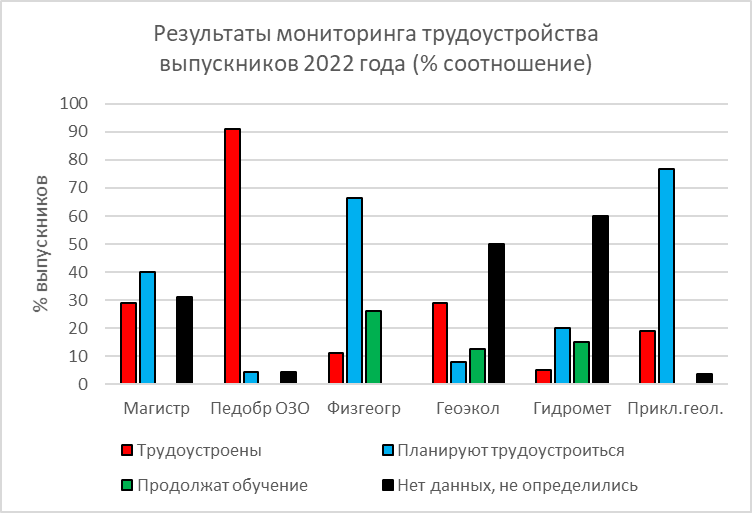 Результаты мониторинга трудоустройства
выпускников 2022 года (% соотношение)
% выпускников
100
90
80
70
60
50
40
30
20
10
0
Магистр Педобр ОЗО Физгеогр Геоэкол Гидромет Прикл.геол.
Трудоустроены Планируют трудоустроиться
Продолжат обучение Нет данных, не определились